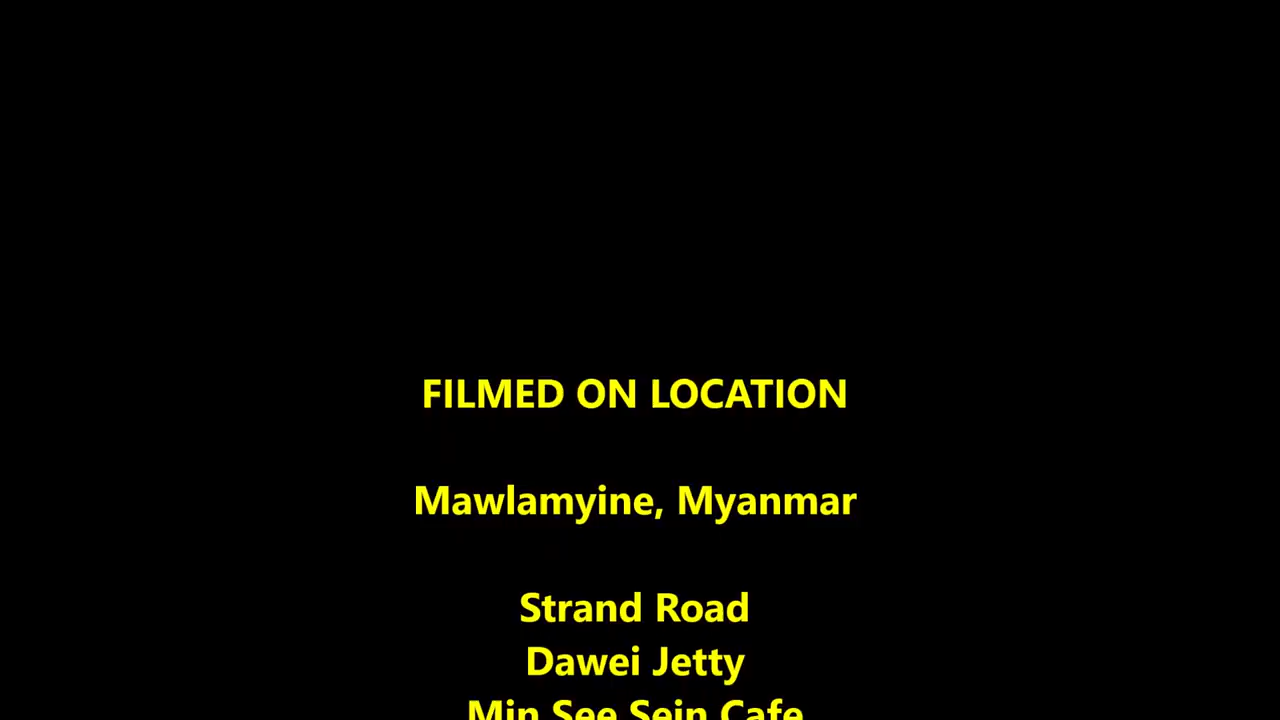 FILMED ON LOCATION
Mawlamyine, Myanmar
Strand Road
Dawei Jetty
Min See Sein Cafe